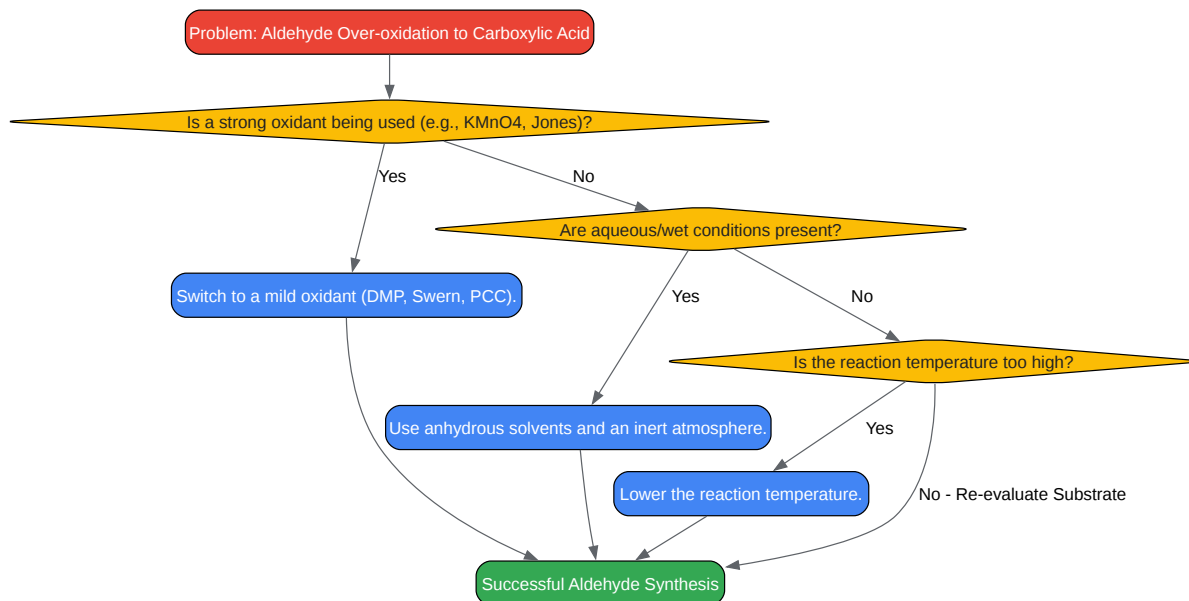 Problem: Aldehyde Over-oxidation to Carboxylic Acid
Is a strong oxidant being used (e.g., KMnO4, Jones)?
Yes
No
Are aqueous/wet conditions present?
Switch to a mild oxidant (DMP, Swern, PCC).
Yes
No
Is the reaction temperature too high?
Use anhydrous solvents and an inert atmosphere.
Yes
Lower the reaction temperature.
No - Re-evaluate Substrate
Successful Aldehyde Synthesis